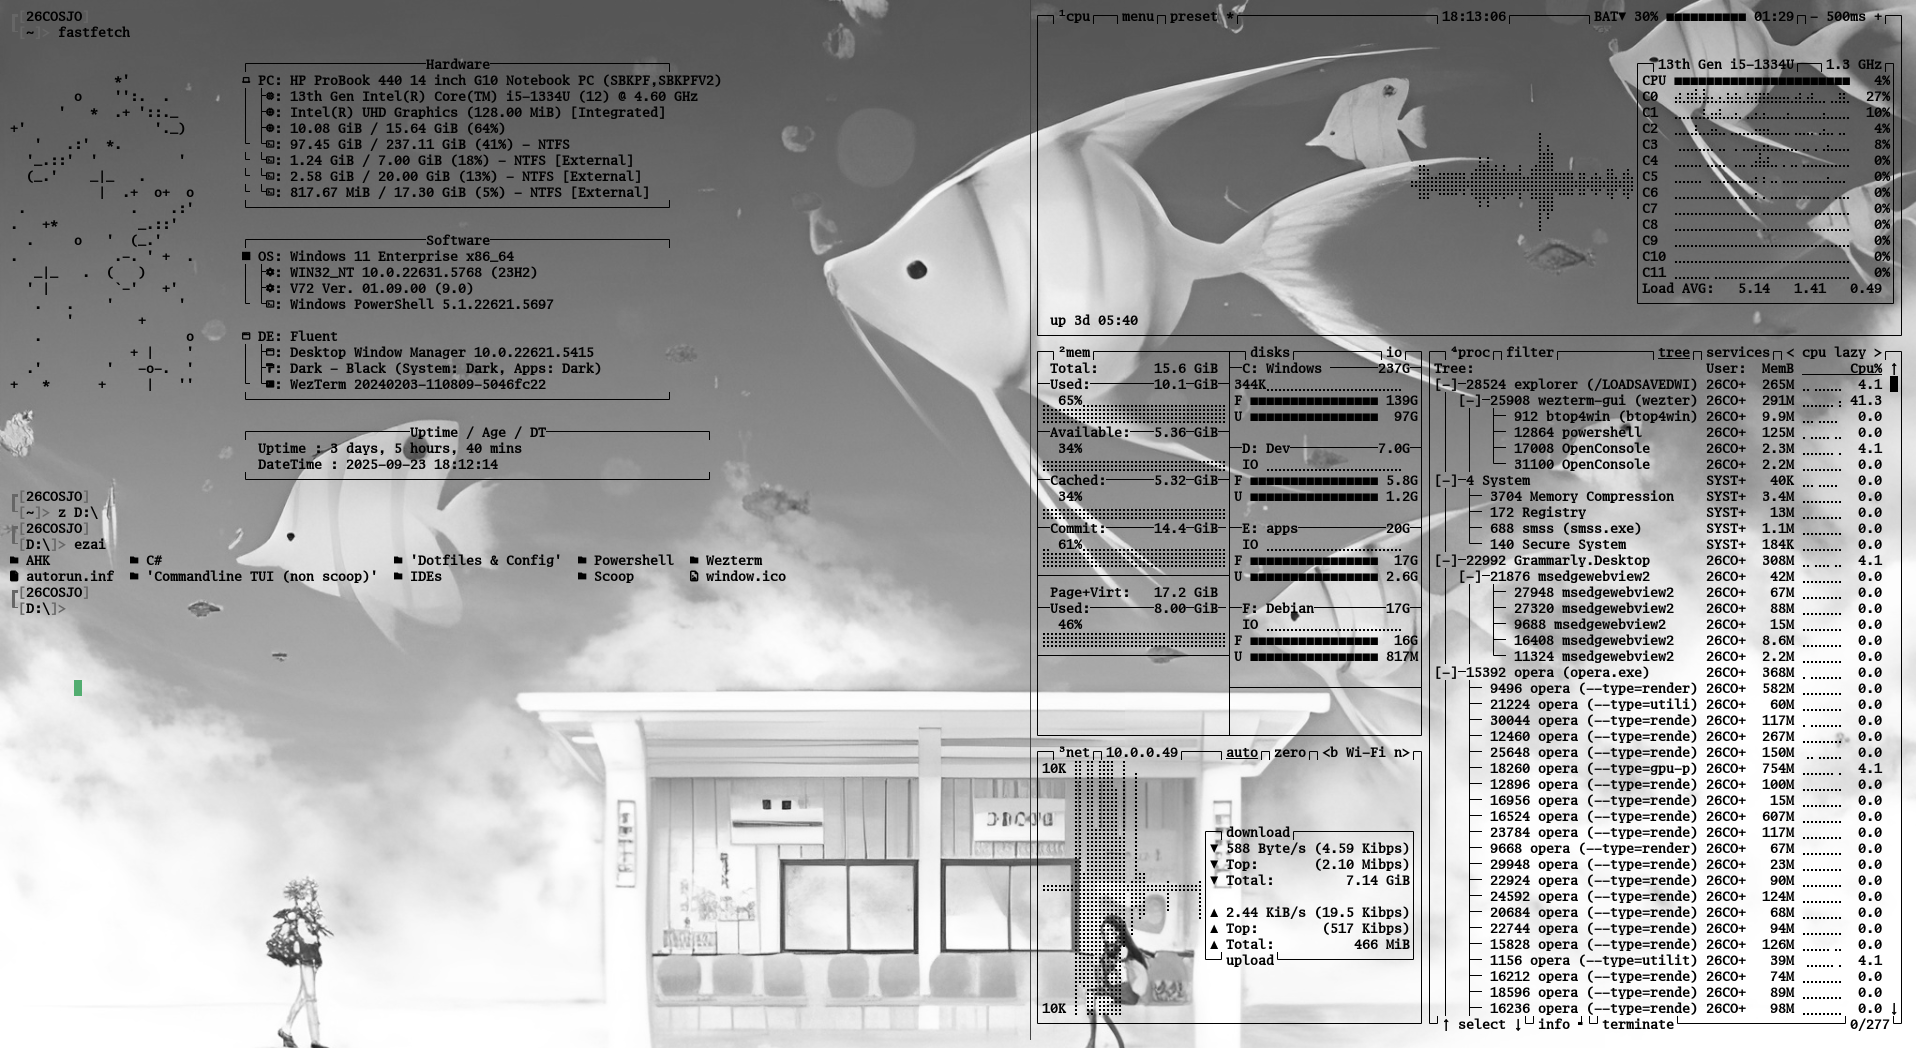 [26COSJO]
[~]> fastfetch
Hardware
PC: HP ProBook 440 14 inch G10 Notebook PC (SBKPF,SBKPFV2)
: 13th Gen Intel(R) Core(TM) i5-1334U (12) @ 4.60 GHz
: Intel(R) UHD Graphics (128.00 MiB) [Integrated]
: 10.08 GiB / 15.64 GiB (64%)
: 97.45 GiB / 237.11 GiB (41%) - NTFS
: 1.24 GiB / 7.00 GiB (18%) - NTFS [External]
: 2.58 GiB / 20.00 GiB (13%) - NTFS [External]
: 817.67 MiB / 17.30 GiB (5%) - NTFS [External]
Software
OS: Windows 11 Enterprise x86_64
: WIN32_NT 10.0.22631.5768 (23H2)
: V72 Ver. 01.09.00 (9.0)
: Windows PowerShell 5.1.22621.5697
DE: Fluent
: Desktop Window Manager 10.0.22621.5415
: Dark - Black (System: Dark, Apps: Dark)
: WezTerm 20240203-110809-5046fc22
Uptime / Age / DT
Uptime : 3 days, 5 hours, 40 mins
DateTime : 2025-09-23 18:12:14
[26COSJO]
[~]> z D:\
[26COSJO]
[D:\]> ezai
AHK C# 'Dotfiles & Config' Powershell Wezterm
autorun.inf 'Commandline TUI (non scoop)' IDEs Scoop window.ico
[26COSJO]
[D:\]>
¹cpu menu preset * 18:13:06 BAT▼ 30% 01:29 - 500ms +
13th Gen i5-1334U 1.3 GHz
CPU 4%
C0 27%
C1 10%
C2 4%
C3 8%
C4 0%
C5 0%
C6 0%
C7 0%
C8 0%
C9 0%
C10 0%
C11 0%
Load AVG: 5.14 1.41 0.49
up 3d 05:40
²mem
Total: 15.6 GiB
Used: 10.1 GiB
65%
Available: 5.36 GiB
34%
Cached: 5.32 GiB
34%
Commit: 14.4 GiB
61%
Page+Virt: 17.2 GiB
Used: 8.00 GiB
46%
disks io
C: Windows 237G
344K
F 139G
U 97G
D: Dev 7.0G
IO
F 5.8G
U 1.2G
E: apps 20G
IO
F 17G
U 2.6G
F: Debian 17G
IO
F 16G
U 817M
³net 10.0.0.49 auto zero <b Wi-Fi n>
10K
download
▼ 588 Byte/s (4.59 Kibps)
▼ Top: (2.10 Mibps)
▼ Total: 7.14 GiB
▲ 2.44 KiB/s (19.5 Kibps)
▲ Top: (517 Kibps)
▲ Total: 466 MiB
upload
10K
⁴proc filter tree services < cpu lazy >
Tree: User: MemB Cpu% ↑
[-]-28524 explorer (/LOADSAVEDWI) 26CO+ 265M 4.1
[-]-25908 wezterm-gui (wezter) 26CO+ 291M 41.3
912 btop4win (btop4win) 26CO+ 9.9M 0.0
12864 powershell 26CO+ 125M 0.0
17008 OpenConsole 26CO+ 2.3M 4.1
31100 OpenConsole 26CO+ 2.2M 0.0
[-]-4 System SYST+ 40K 0.0
3704 Memory Compression SYST+ 3.4M 0.0
172 Registry SYST+ 13M 0.0
688 smss (smss.exe) SYST+ 1.1M 0.0
140 Secure System SYST+ 184K 0.0
[-]-22992 Grammarly.Desktop 26CO+ 308M 4.1
[-]-21876 msedgewebview2 26CO+ 42M 0.0
27948 msedgewebview2 26CO+ 67M 0.0
27320 msedgewebview2 26CO+ 88M 0.0
9688 msedgewebview2 26CO+ 15M 0.0
16408 msedgewebview2 26CO+ 8.6M 0.0
11324 msedgewebview2 26CO+ 2.2M 0.0
[-]-15392 opera (opera.exe) 26CO+ 368M 0.0
9496 opera (--type=render) 26CO+ 582M 0.0
21224 opera (--type=utili) 26CO+ 60M 0.0
30044 opera (--type=rende) 26CO+ 117M 0.0
12460 opera (--type=rende) 26CO+ 267M 0.0
25648 opera (--type=rende) 26CO+ 150M 0.0
18260 opera (--type=gpu-p) 26CO+ 754M 4.1
12896 opera (--type=rende) 26CO+ 100M 0.0
16956 opera (--type=rende) 26CO+ 15M 0.0
16524 opera (--type=rende) 26CO+ 607M 0.0
23784 opera (--type=rende) 26CO+ 117M 0.0
9668 opera (--type=render) 26CO+ 67M 0.0
29948 opera (--type=rende) 26CO+ 23M 0.0
22924 opera (--type=rende) 26CO+ 90M 0.0
24592 opera (--type=rende) 26CO+ 124M 0.0
20684 opera (--type=rende) 26CO+ 68M 0.0
22744 opera (--type=rende) 26CO+ 94M 0.0
15828 opera (--type=rende) 26CO+ 126M 0.0
1156 opera (--type=utilit) 26CO+ 39M 4.1
16212 opera (--type=rende) 26CO+ 74M 0.0
18596 opera (--type=rende) 26CO+ 89M 0.0
16236 opera (--type=rende) 26CO+ 98M 0.0 ↓
↑ select ↓ info terminate 0/277